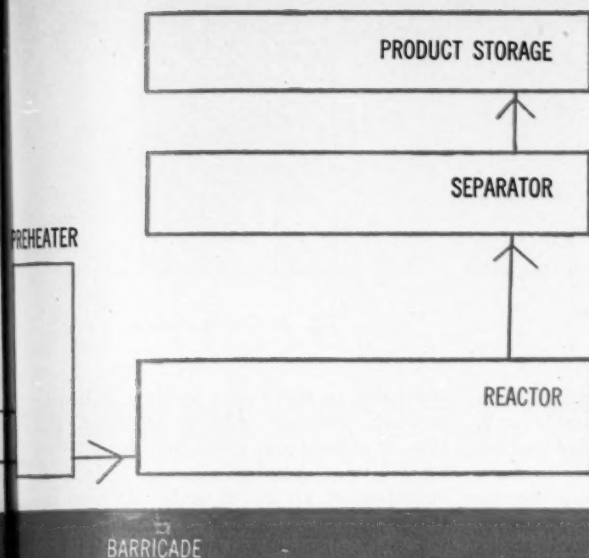 PRODUCT STORAGE
SEPARATOR
PREHEATER
REACTOR
BARRICADE